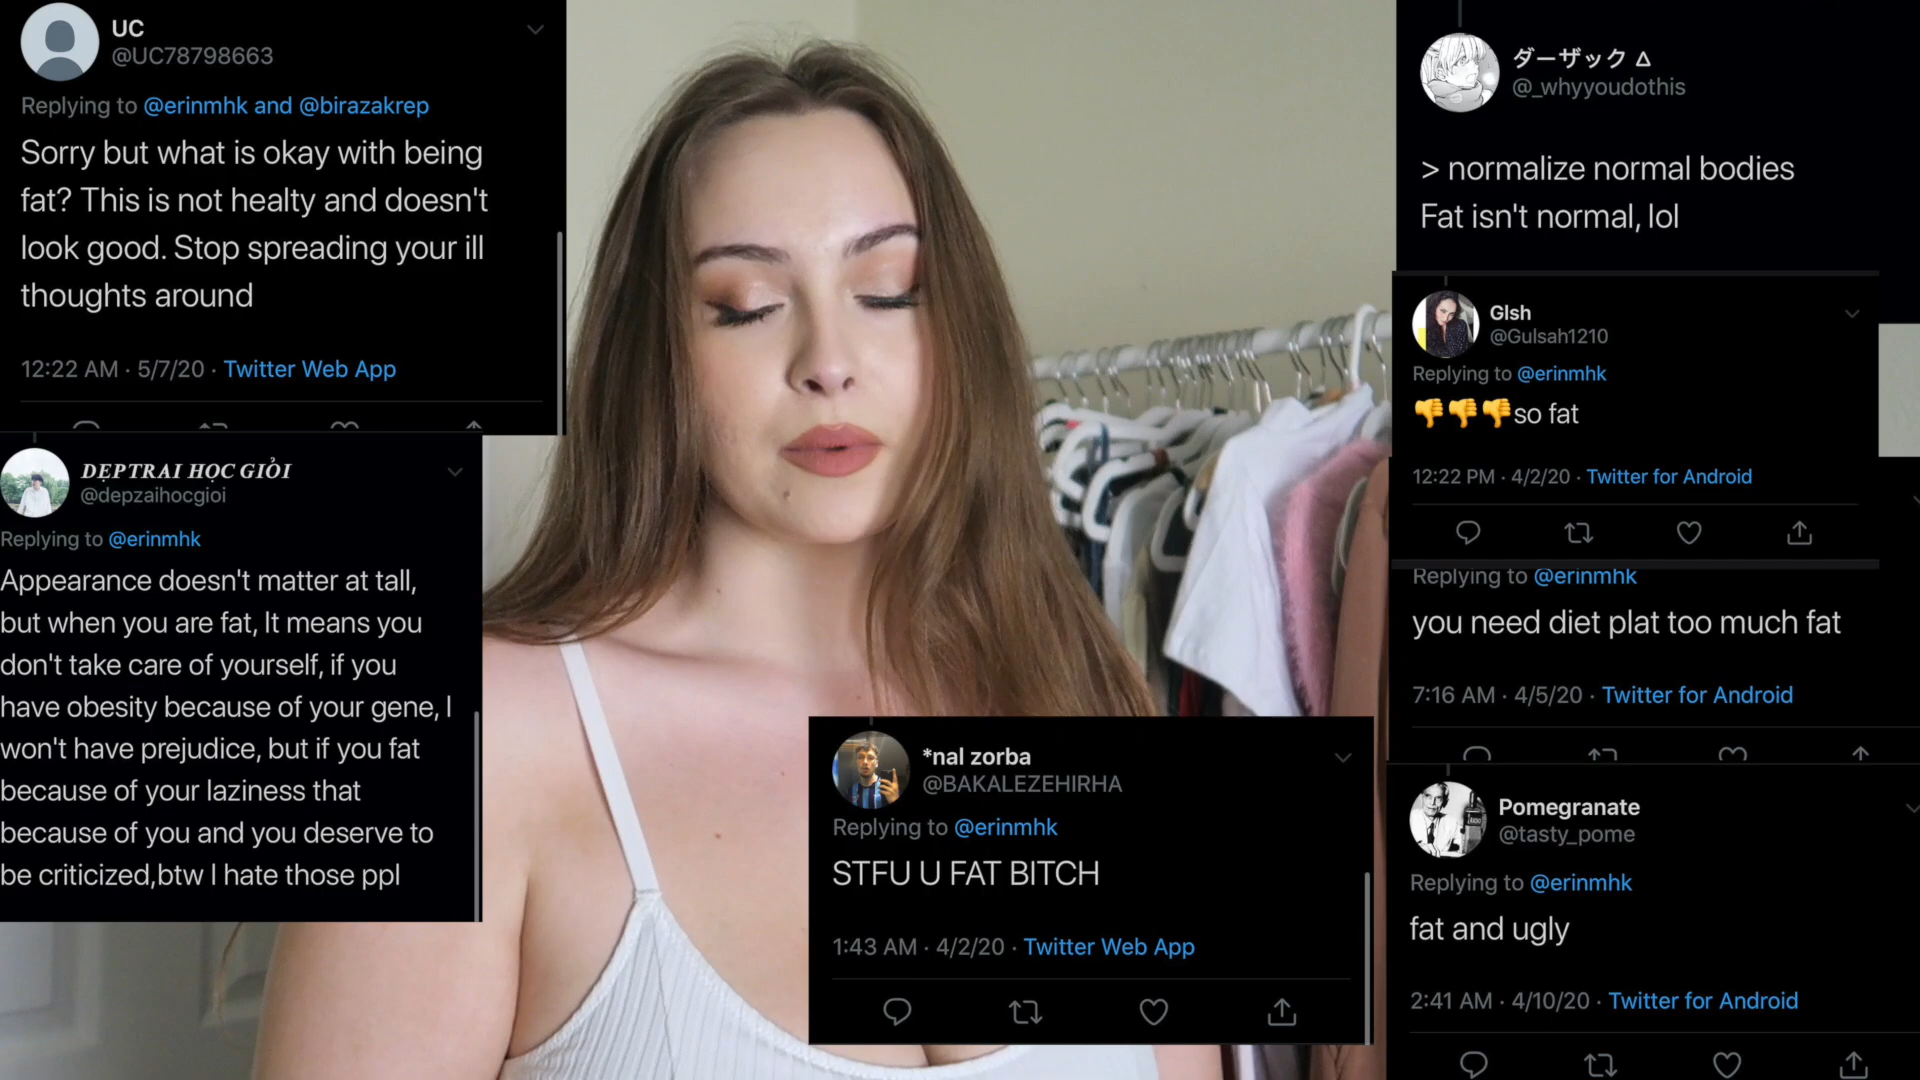 UC
@UC78798663
Replying to @erinmhk and @birazakrep
Sorry but what is okay with being
fat? This is not healty and doesn't
look good. Stop spreading your ill
thoughts around
12:22 AM · 5/7/20 · Twitter Web App
DẸPTRAI HỌC GIỎI
@depzaihocgioi
Replying to @erinmhk
Appearance doesn't matter at tall,
but when you are fat, It means you
don't take care of yourself, if you
have obesity because of your gene, I
won't have prejudice, but if you fat
because of your laziness that
because of you and you deserve to
be criticized,btw I hate those ppl
*nal zorba
@BAKALEZEHIRHA
Replying to @erinmhk
STFU U FAT BITCH
1:43 AM · 4/2/20 · Twitter Web App
ダーザック Δ
@_whyyoudothis
> normalize normal bodies
Fat isn't normal, lol
Glsh
@Gulsah1210
Replying to @erinmhk
👎👎👎so fat
12:22 PM · 4/2/20 · Twitter for Android
Replying to @erinmhk
you need diet plat too much fat
7:16 AM · 4/5/20 · Twitter for Android
Pomegranate
@tasty_pome
Replying to @erinmhk
fat and ugly
2:41 AM · 4/10/20 · Twitter for Android